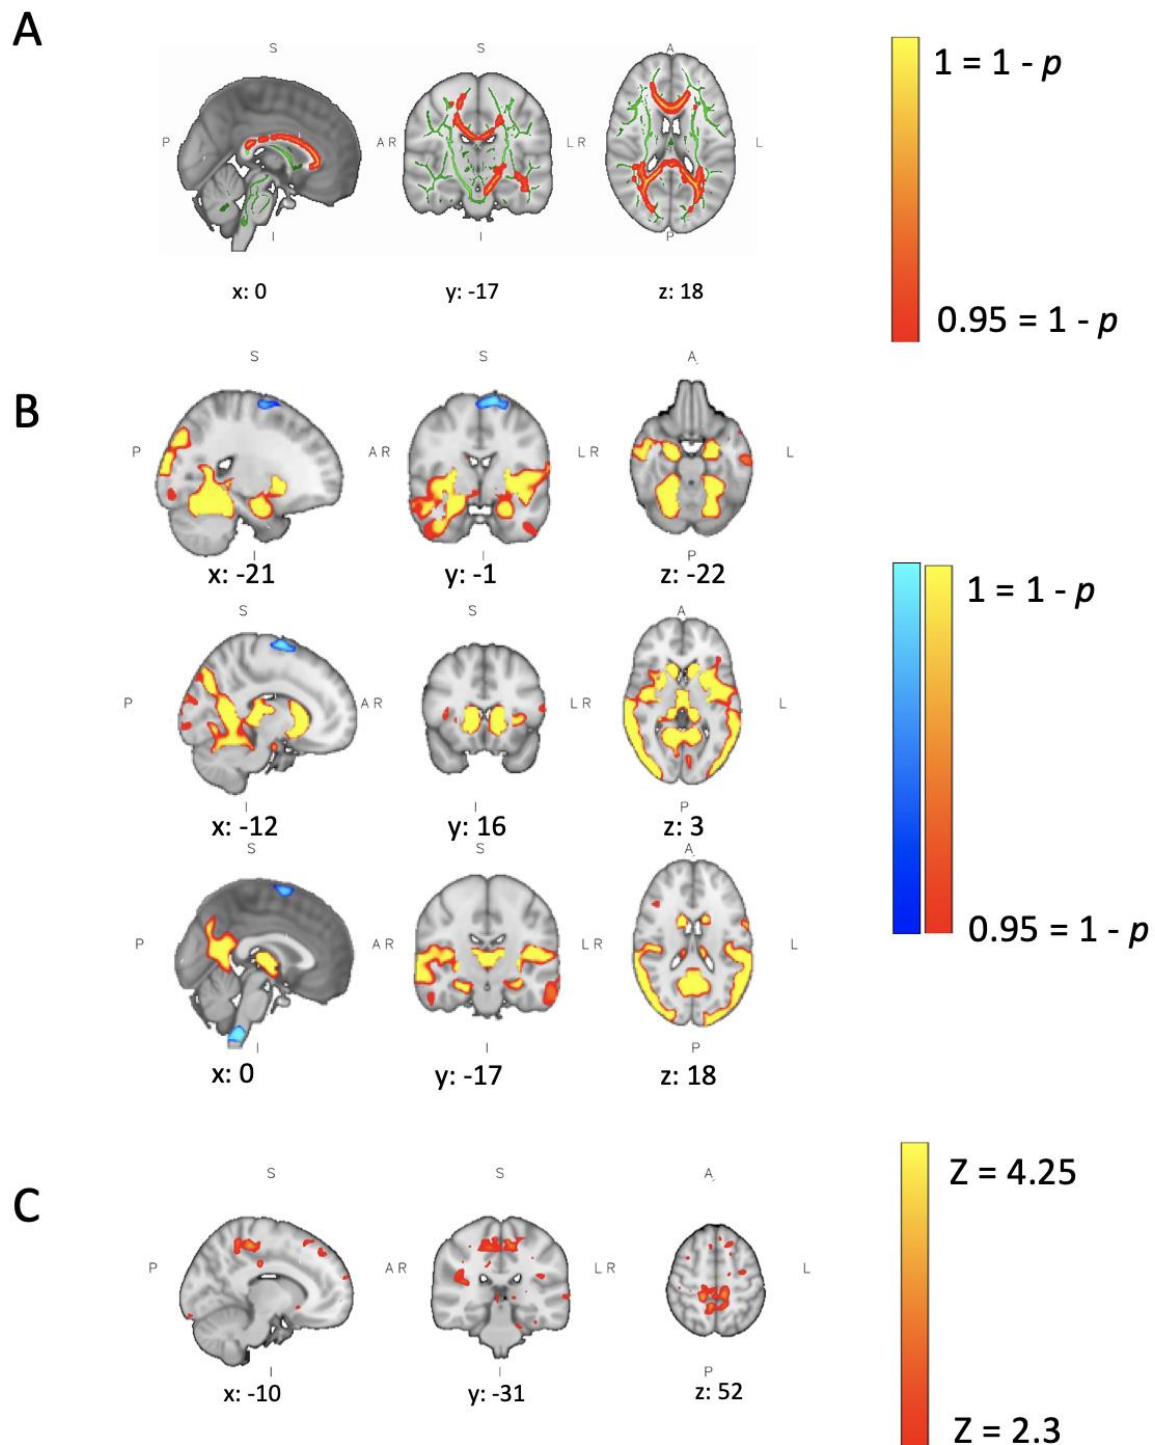 A
S S A
1 = 1 - p
P A R L R L
I I P
x: 0 y: -17 z: 18
0.95 = 1 - p
S S A
B
P A R L R L
I I P
x: -21 y: -1 z: -22
1 = 1 - p
S S A
P A R L R L
I I P
x: -12 y: 16 z: 3
S S A
0.95 = 1 - p
P A R L R L
I I P
x: 0 y: -17 z: 18
S S A
Z = 4.25
C
P A R L R L
I I P
x: -10 y: -31 z: 52
Z = 2.3